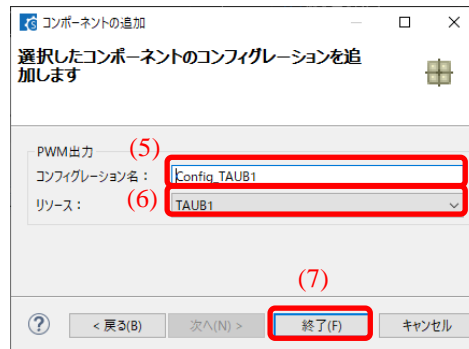 コンポーネントの追加
選択したコンポーネントのコンフィグレーションを追
加します
PWM出力
(5)
コンフィグレーション名：
Config_TAUB1
(6)
リソース：
TAUB1
(7)
< 戻る(B)
次へ(N) >
終了(F)
キャンセル